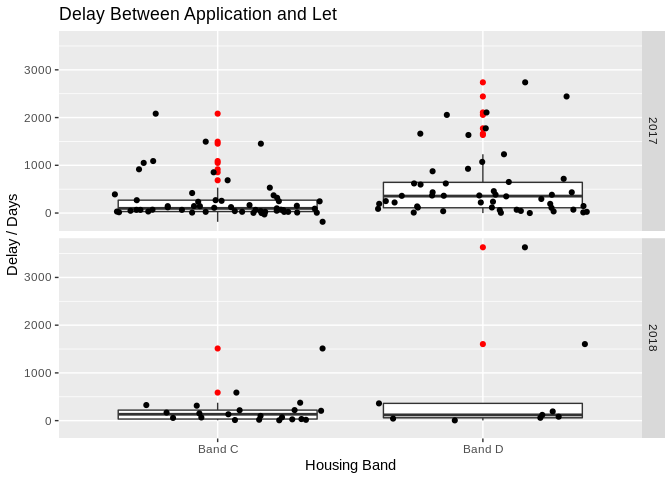 Delay Between Application and Let
Delay / Days
3000
2000
1000
0
2017
3000
2000
1000
0
2018
Band C
Band D
Housing Band